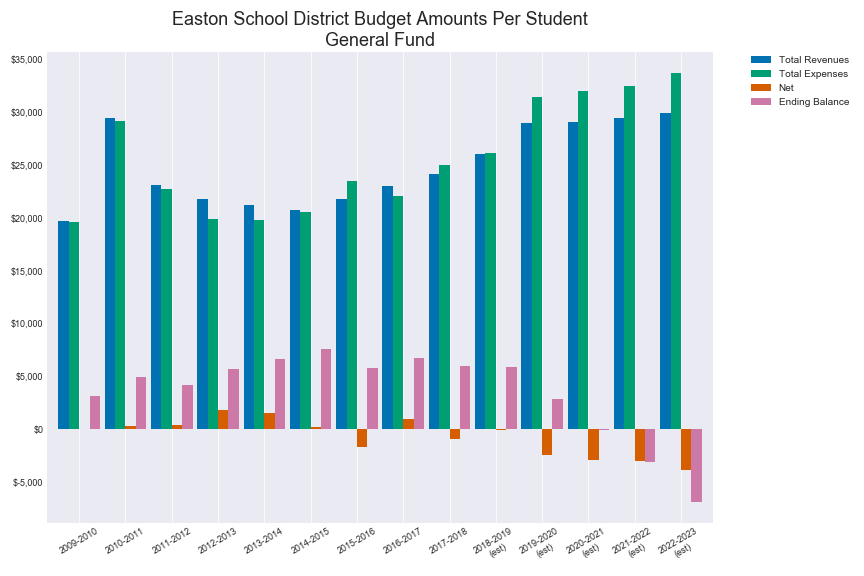 Easton School District Budget Amounts Per Student
General Fund
Total Revenues
Total Expenses
Net
Ending Balance
$35,000
$30,000
$25,000
$20,000
$15,000
$10,000
$5,000
$0
$-5,000
2009-2010
2010-2011
2011-2012
2012-2013
2013-2014
2014-2015
2015-2016
2016-2017
2017-2018
2018-2019
(est)
2019-2020
(est)
2020-2021
(est)
2021-2022
(est)
2022-2023
(est)